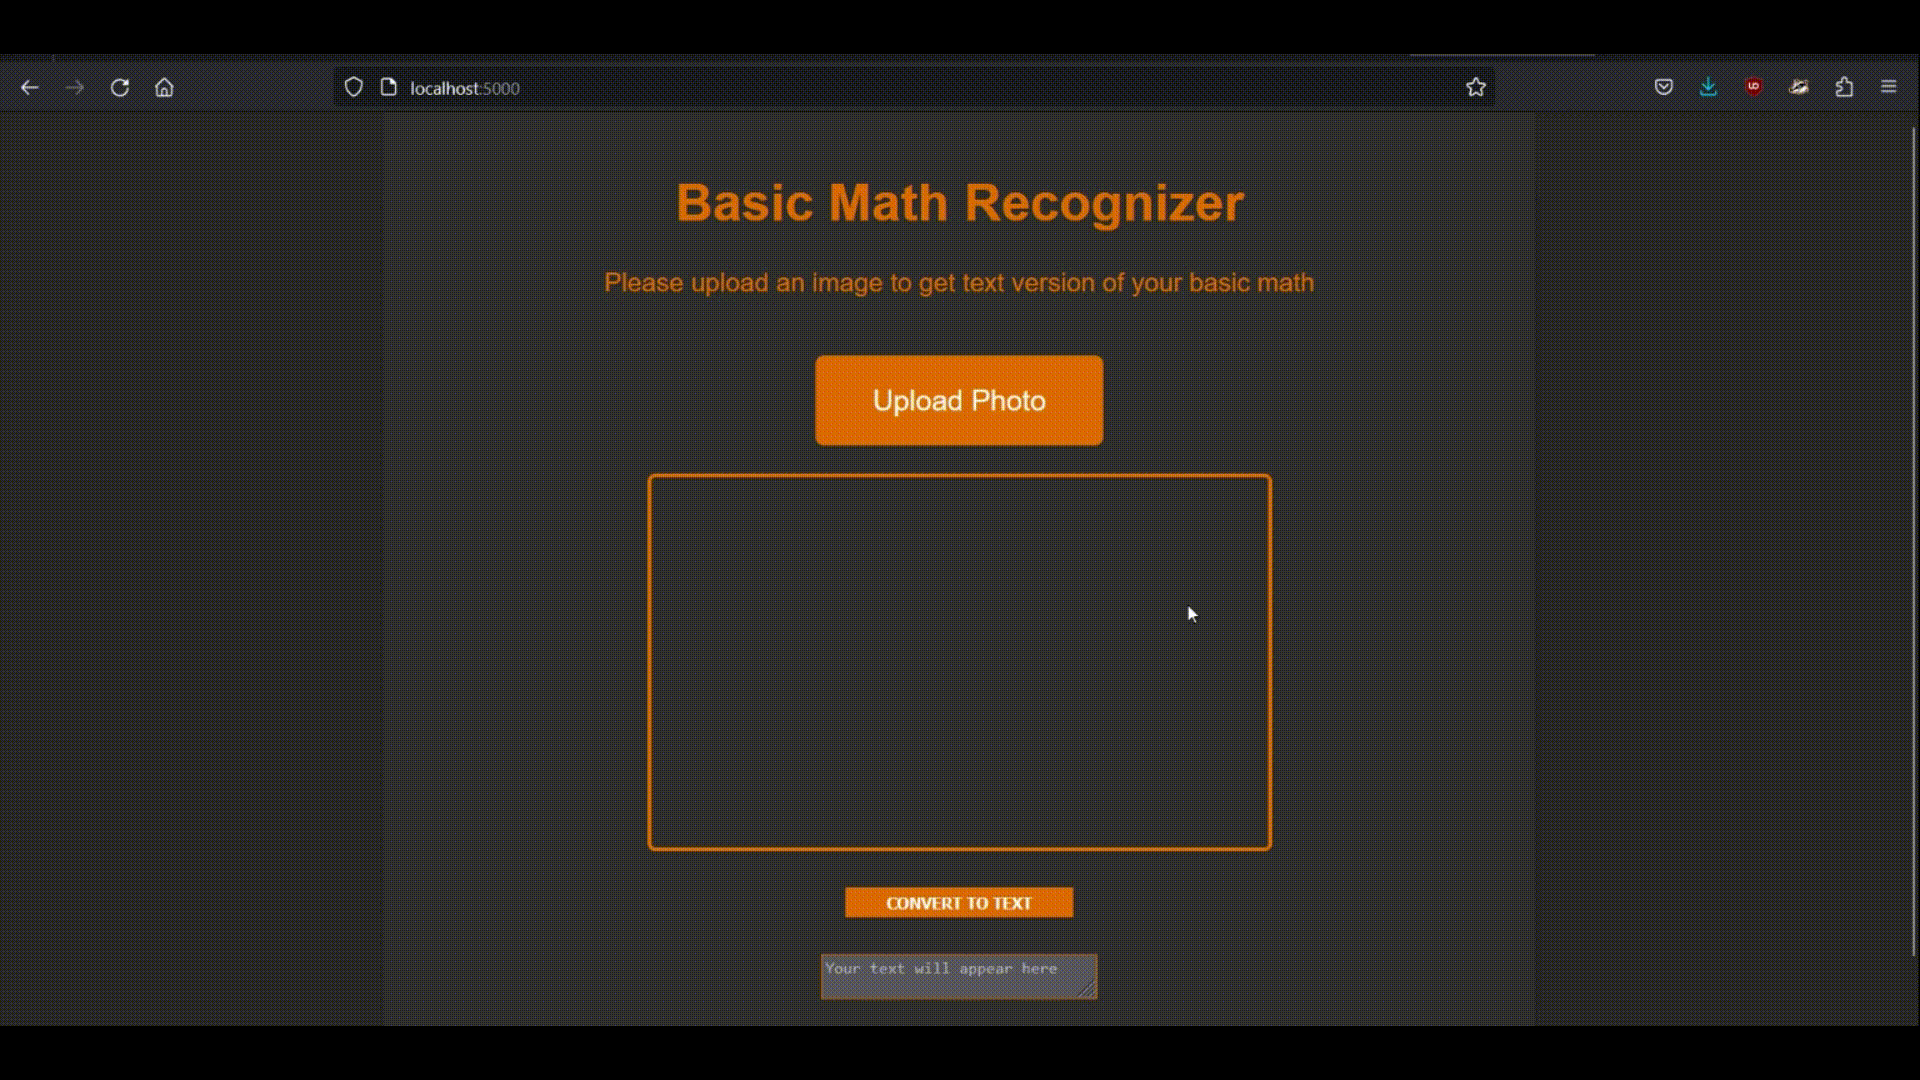 localhost:5000
Basic Math Recognizer
Please upload an image to get text version of your basic math
Upload Photo
CONVERT TO TEXT
Your text will appear here